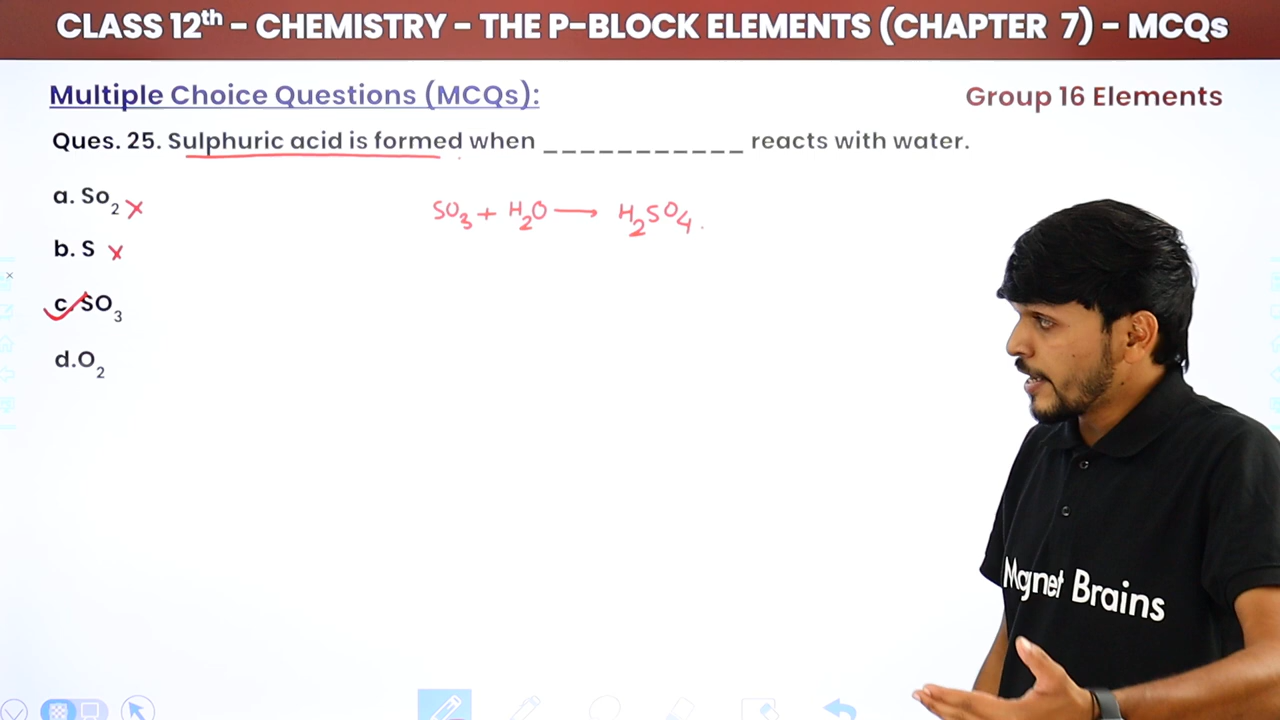 CLASS 12th - CHEMISTRY - THE P-BLOCK ELEMENTS (CHAPTER 7) - MCQs
Multiple Choice Questions (MCQs):
Group 16 Elements
Ques. 25. Sulphuric acid is formed when ___________ reacts with water.
a. So2 x
SO3 + H2O → H2SO4.
b. S x
c. SO3
d.O2
Magnet Brains